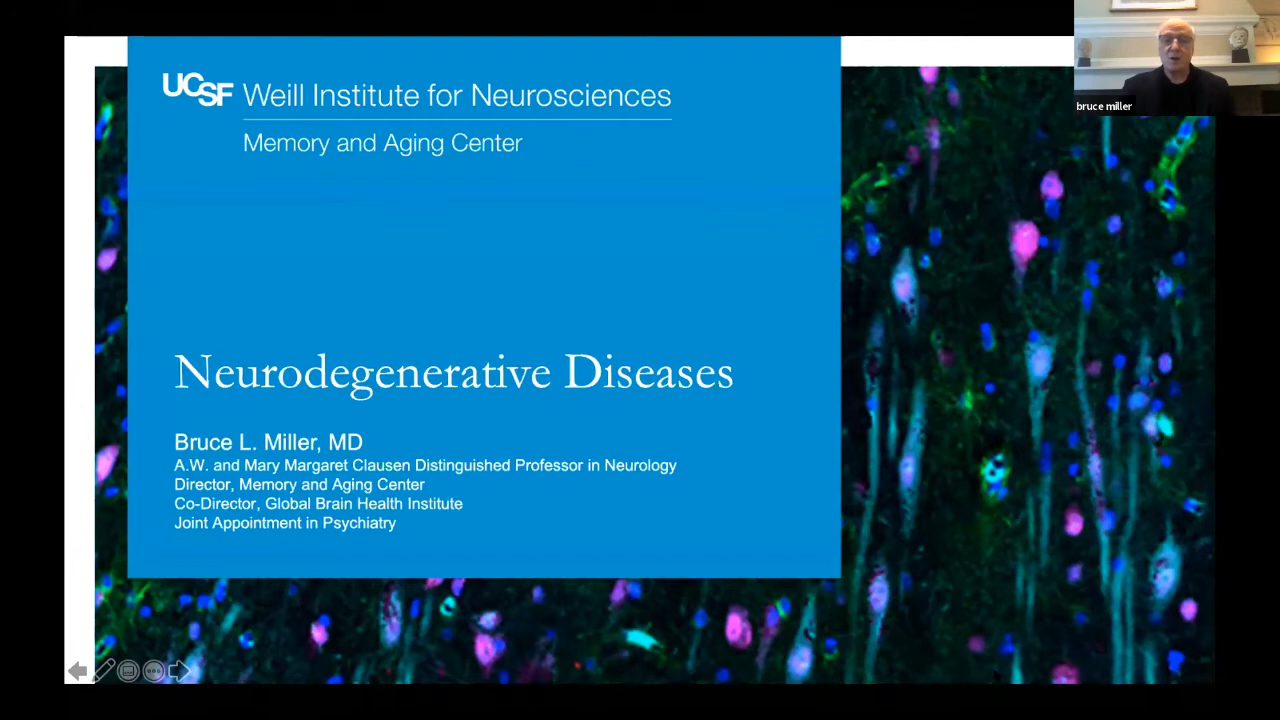 UCSF Weill Institute for Neurosciences
Memory and Aging Center
Neurodegenerative Diseases
Bruce L. Miller, MD
A.W. and Mary Margaret Clausen Distinguished Professor in Neurology
Director, Memory and Aging Center
Co-Director, Global Brain Health Institute
Joint Appointment in Psychiatry
bruce miller